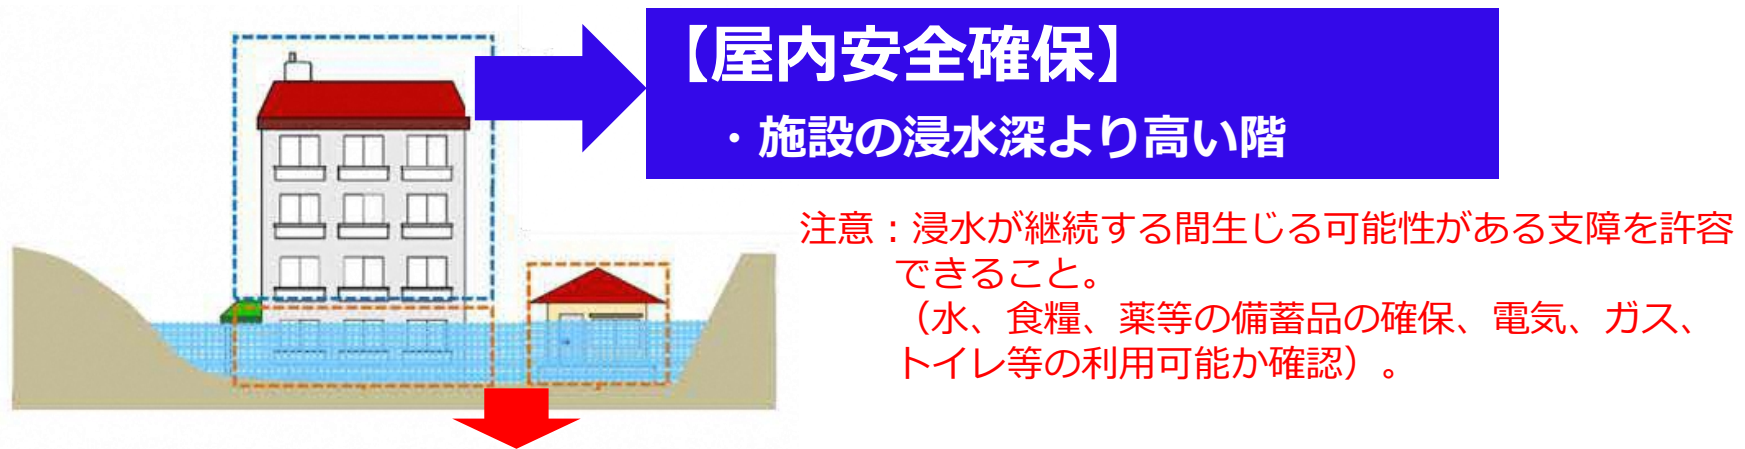 【屋内安全確保】
・施設の浸水深より高い階
注意：浸水が継続する間生じる可能性がある支障を許容
できること。
（水、食糧、薬等の備蓄品の確保、電気、ガス、
トイレ等の利用可能か確認）。